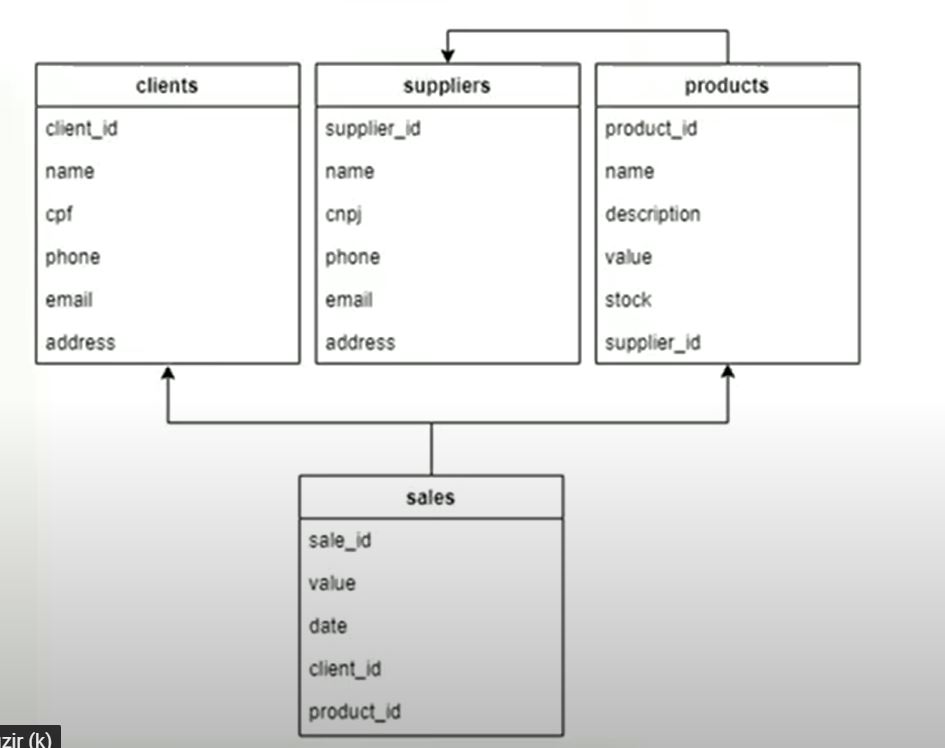 clients
client_id
name
cpf
phone
email
address
suppliers
supplier_id
name
cnpj
phone
email
address
products
product_id
name
description
value
stock
supplier_id
sales
sale_id
value
date
client_id
product_id
(k)